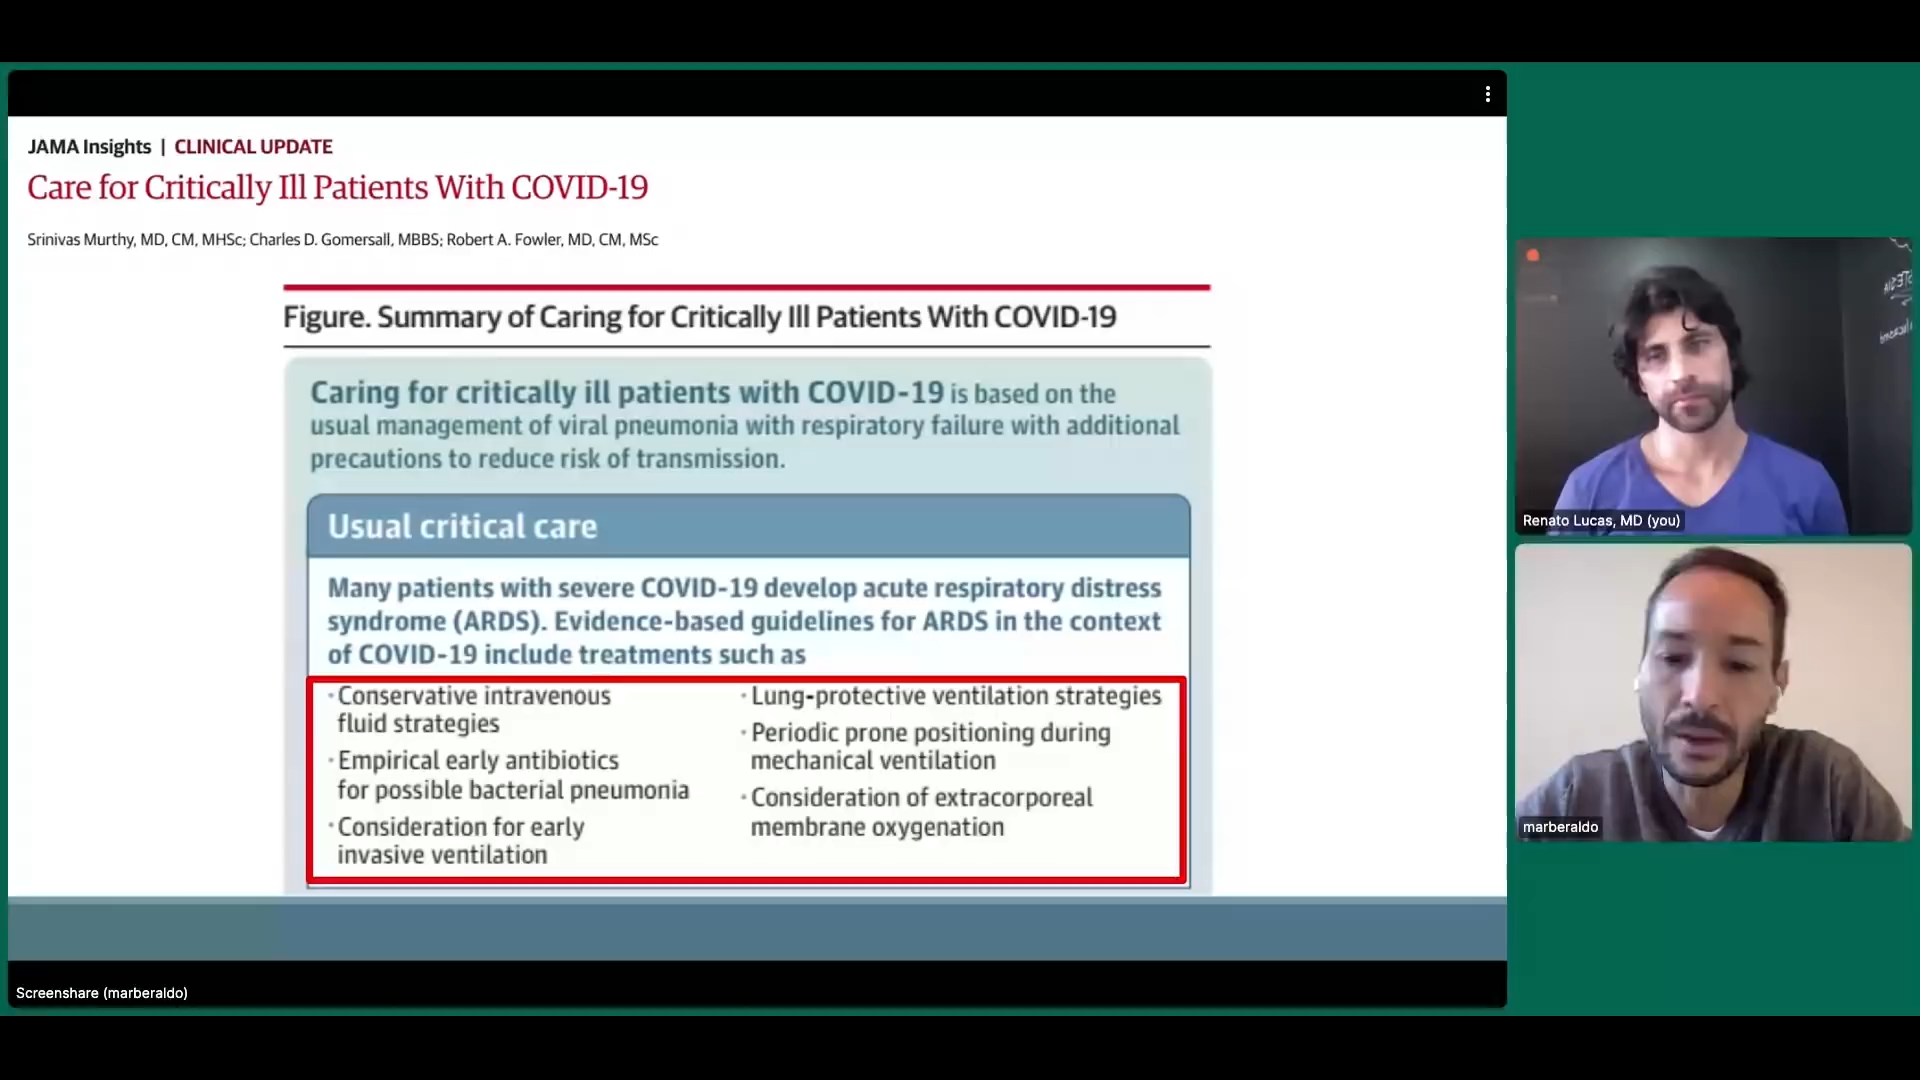 JAMA Insights | CLINICAL UPDATE
Care for Critically Ill Patients With COVID-19
Srinivas Murthy, MD, CM, MHSc; Charles D. Gomersall, MBBS; Robert A. Fowler, MD, CM, MSc
Figure. Summary of Caring for Critically Ill Patients With COVID-19
Caring for critically ill patients with COVID-19 is based on the
usual management of viral pneumonia with respiratory failure with additional
precautions to reduce risk of transmission.
Usual critical care
Many patients with severe COVID-19 develop acute respiratory distress
syndrome (ARDS). Evidence-based guidelines for ARDS in the context
of COVID-19 include treatments such as
· Conservative intravenous
fluid strategies
· Empirical early antibiotics
for possible bacterial pneumonia
· Consideration for early
invasive ventilation
· Lung-protective ventilation strategies
· Periodic prone positioning during
mechanical ventilation
· Consideration of extracorporeal
membrane oxygenation
Screenshare (marberaldo)
Renato Lucas, MD (you)
marberaldo